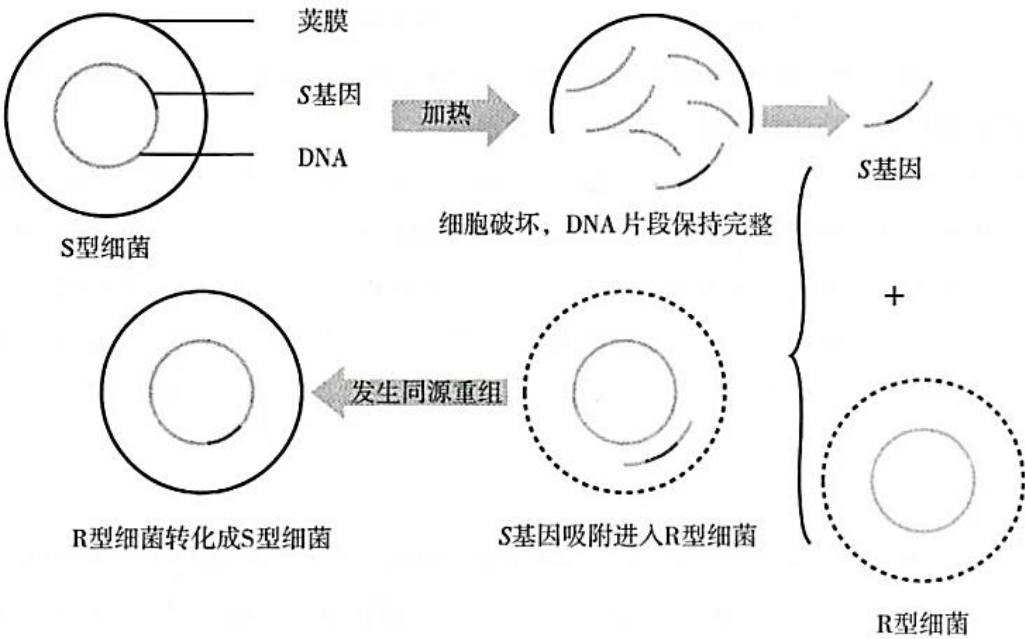 荚膜
S基因
DNA
S型细菌
加热
细胞破坏，DNA片段保持完整
S基因
+
R型细菌
S基因吸附进入R型细菌
发生同源重组
R型细菌转化成S型细菌